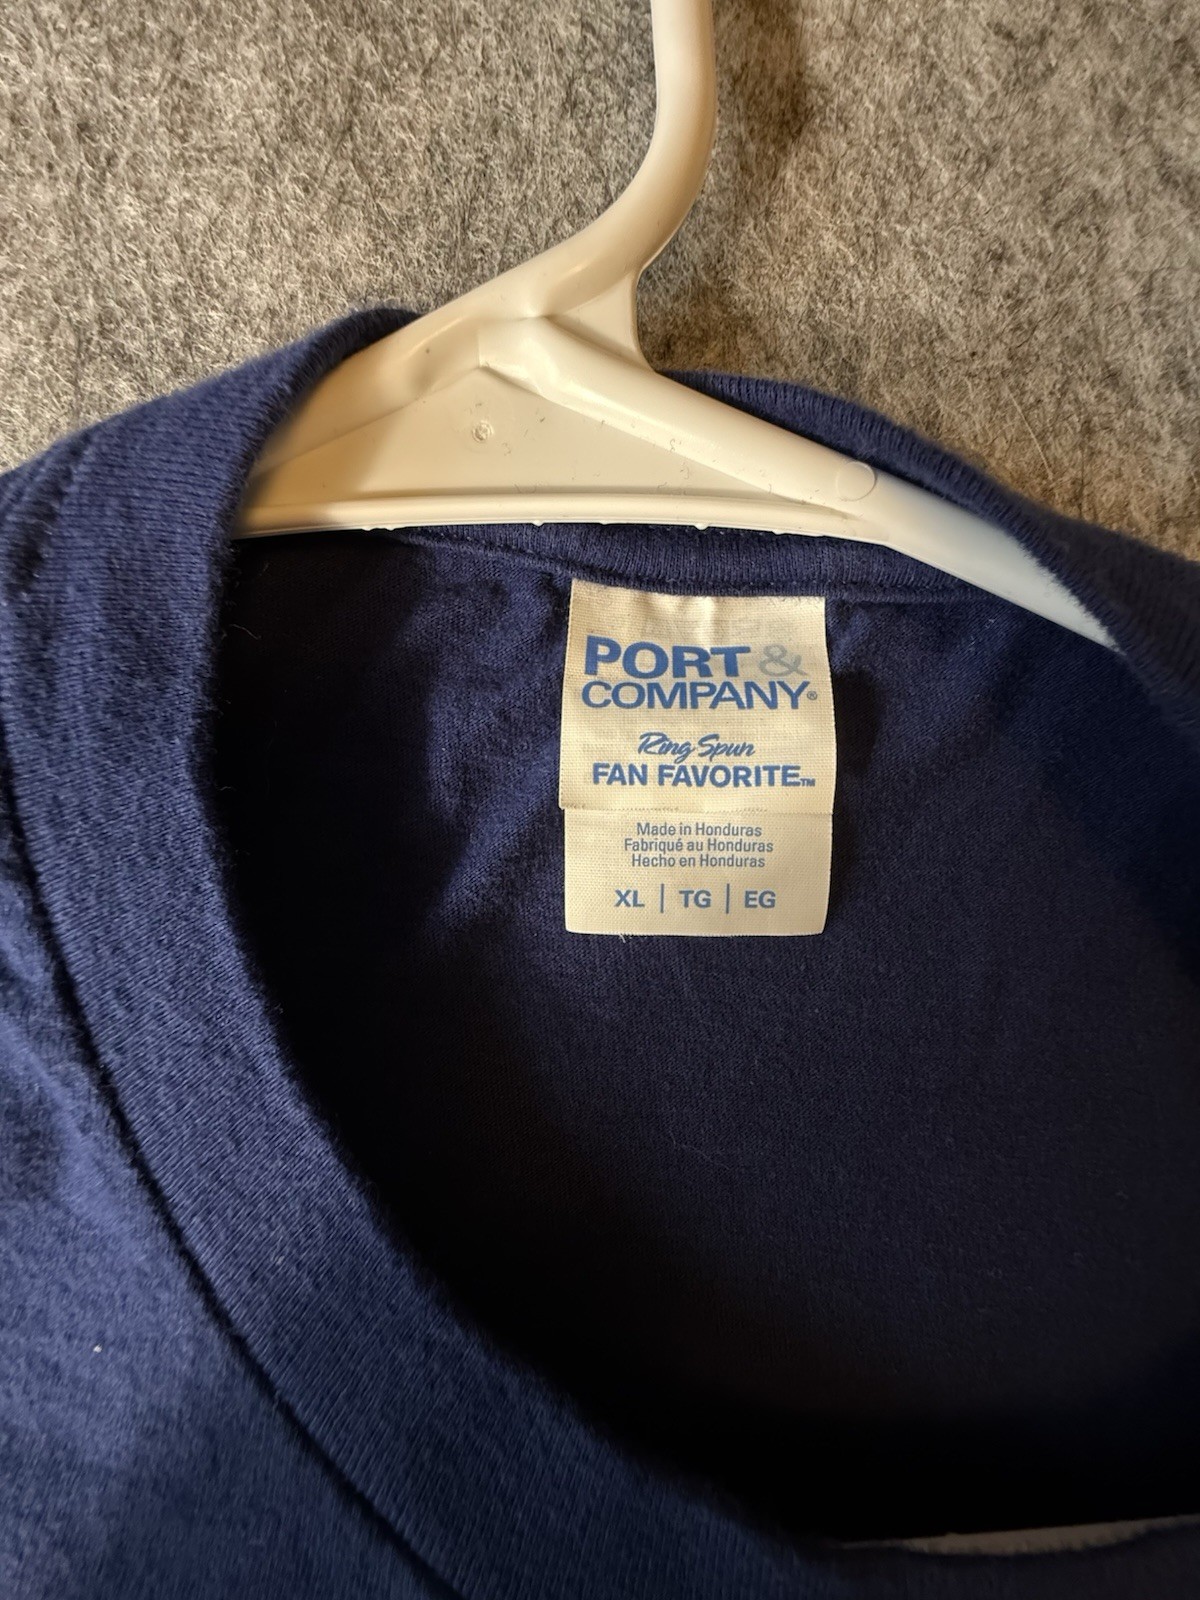 PORT &
COMPANY®
Ring Spun
FAN FAVORITE™
Made in Honduras
Fabriqué au Honduras
Hecho en Honduras
XL | TG | EG